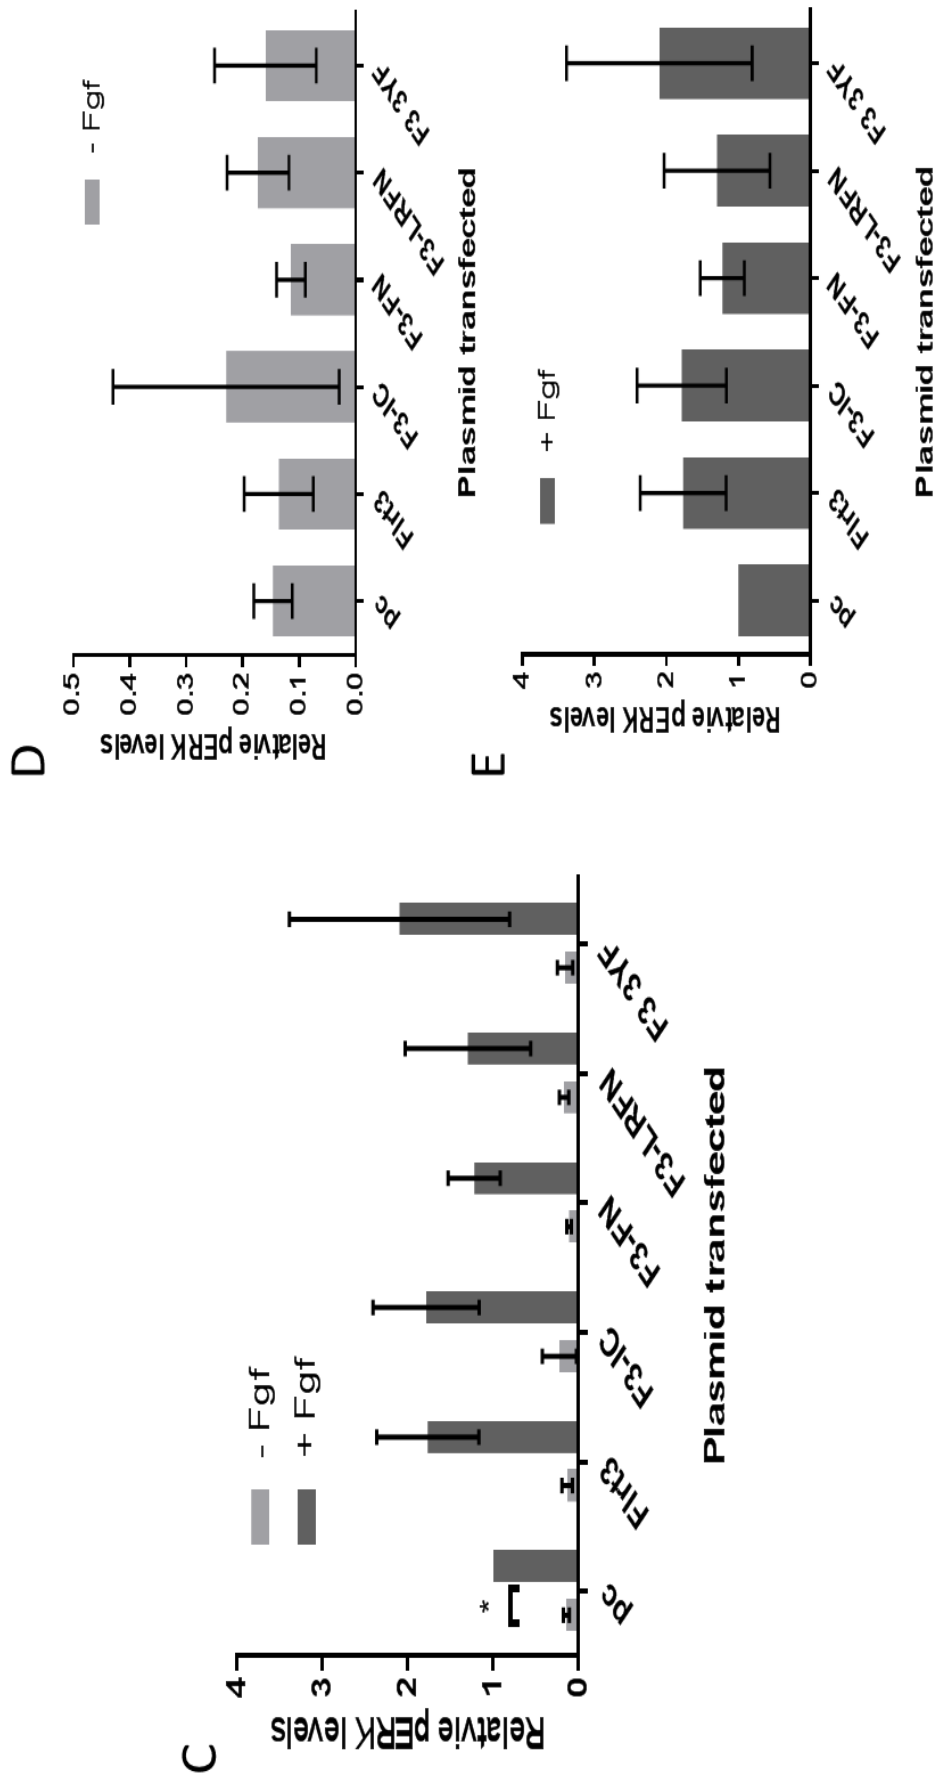 C
Relatvie pERK levels
4
3
2
1
0
- Fgf
+ Fgf
*
pc
Flrt3
F3-IC
F3-FN
F3-LRFN
F3 3YF
Plasmid transfected
D
Relatvie pERK levels
0.5
0.4
0.3
0.2
0.1
0.0
- Fgf
pc
Flrt3
F3-IC
F3-FN
F3-LRFN
F3 3YF
Plasmid transfected
E
Relatvie pERK levels
4
3
2
1
0
+ Fgf
pc
Flrt3
F3-IC
F3-FN
F3-LRFN
F3 3YF
Plasmid transfected